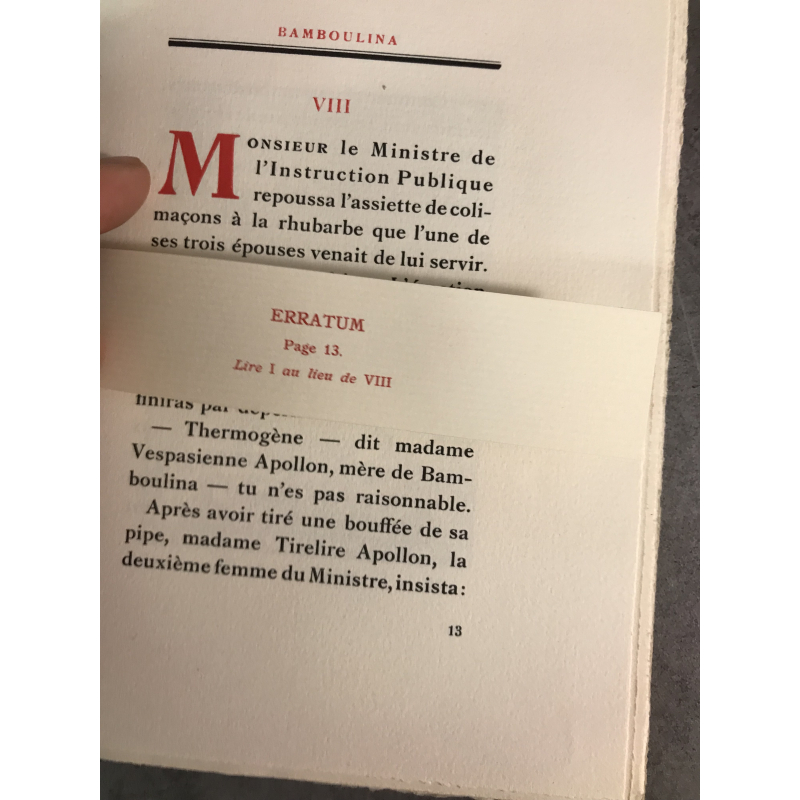 BAMBOULINA
VIII
MONSIEUR le Ministre de
l'Instruction Publique
repoussa l'assiette de coli-
maçons à la rhubarbe que l'une de
ses trois épouses venait de lui servir.
ERRATUM
Page 13.
Lire I au lieu de VIII
finiras par
— Thermogène — dit madame
Vespasienne Apollon, mère de Bam-
boulina — tu n'es pas raisonnable.
Après avoir tiré une bouffée de sa
pipe, madame Tirelire Apollon, la
deuxième femme du Ministre, insista:
13